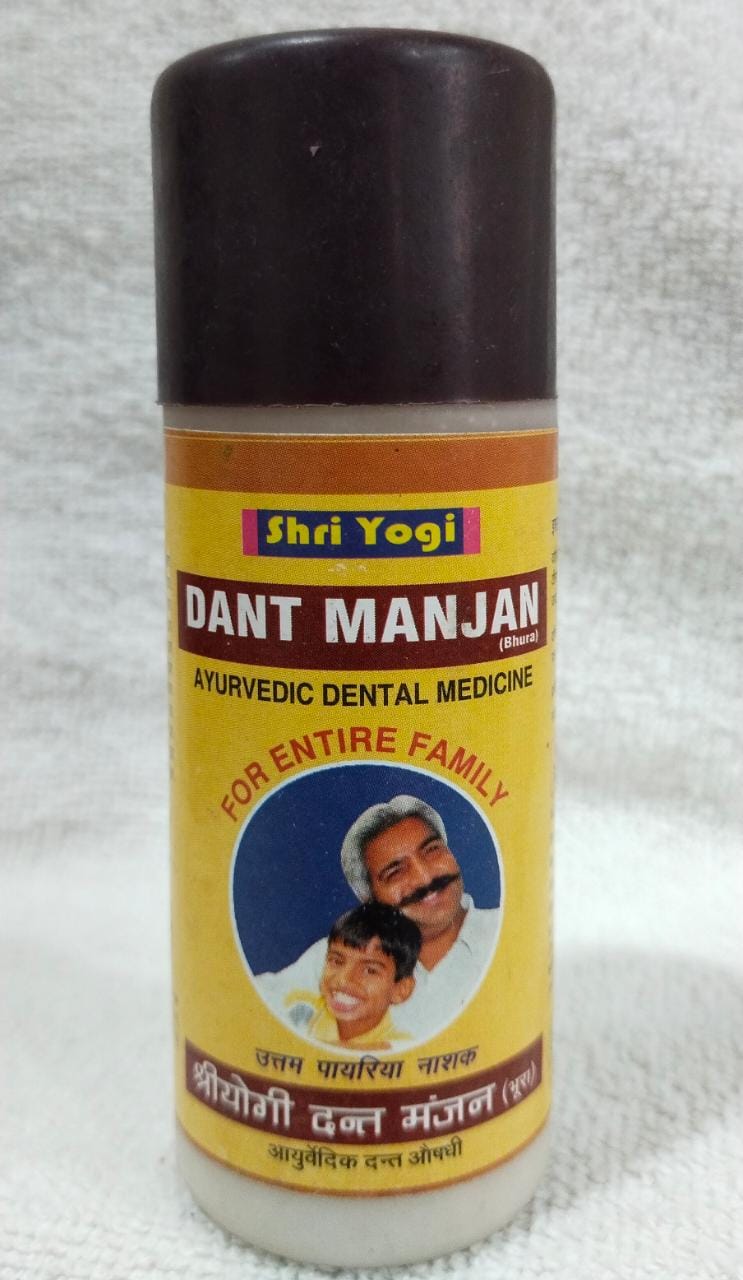 Shri Yogi
DANT MANJAN
(Bhura)
AYURVEDIC DENTAL MEDICINE
FOR ENTIRE FAMILY
उत्तम पायरिया नाशक
श्रीयोगी दन्त मंजन (भूरा)
आयुर्वेदिक दन्त औषधी